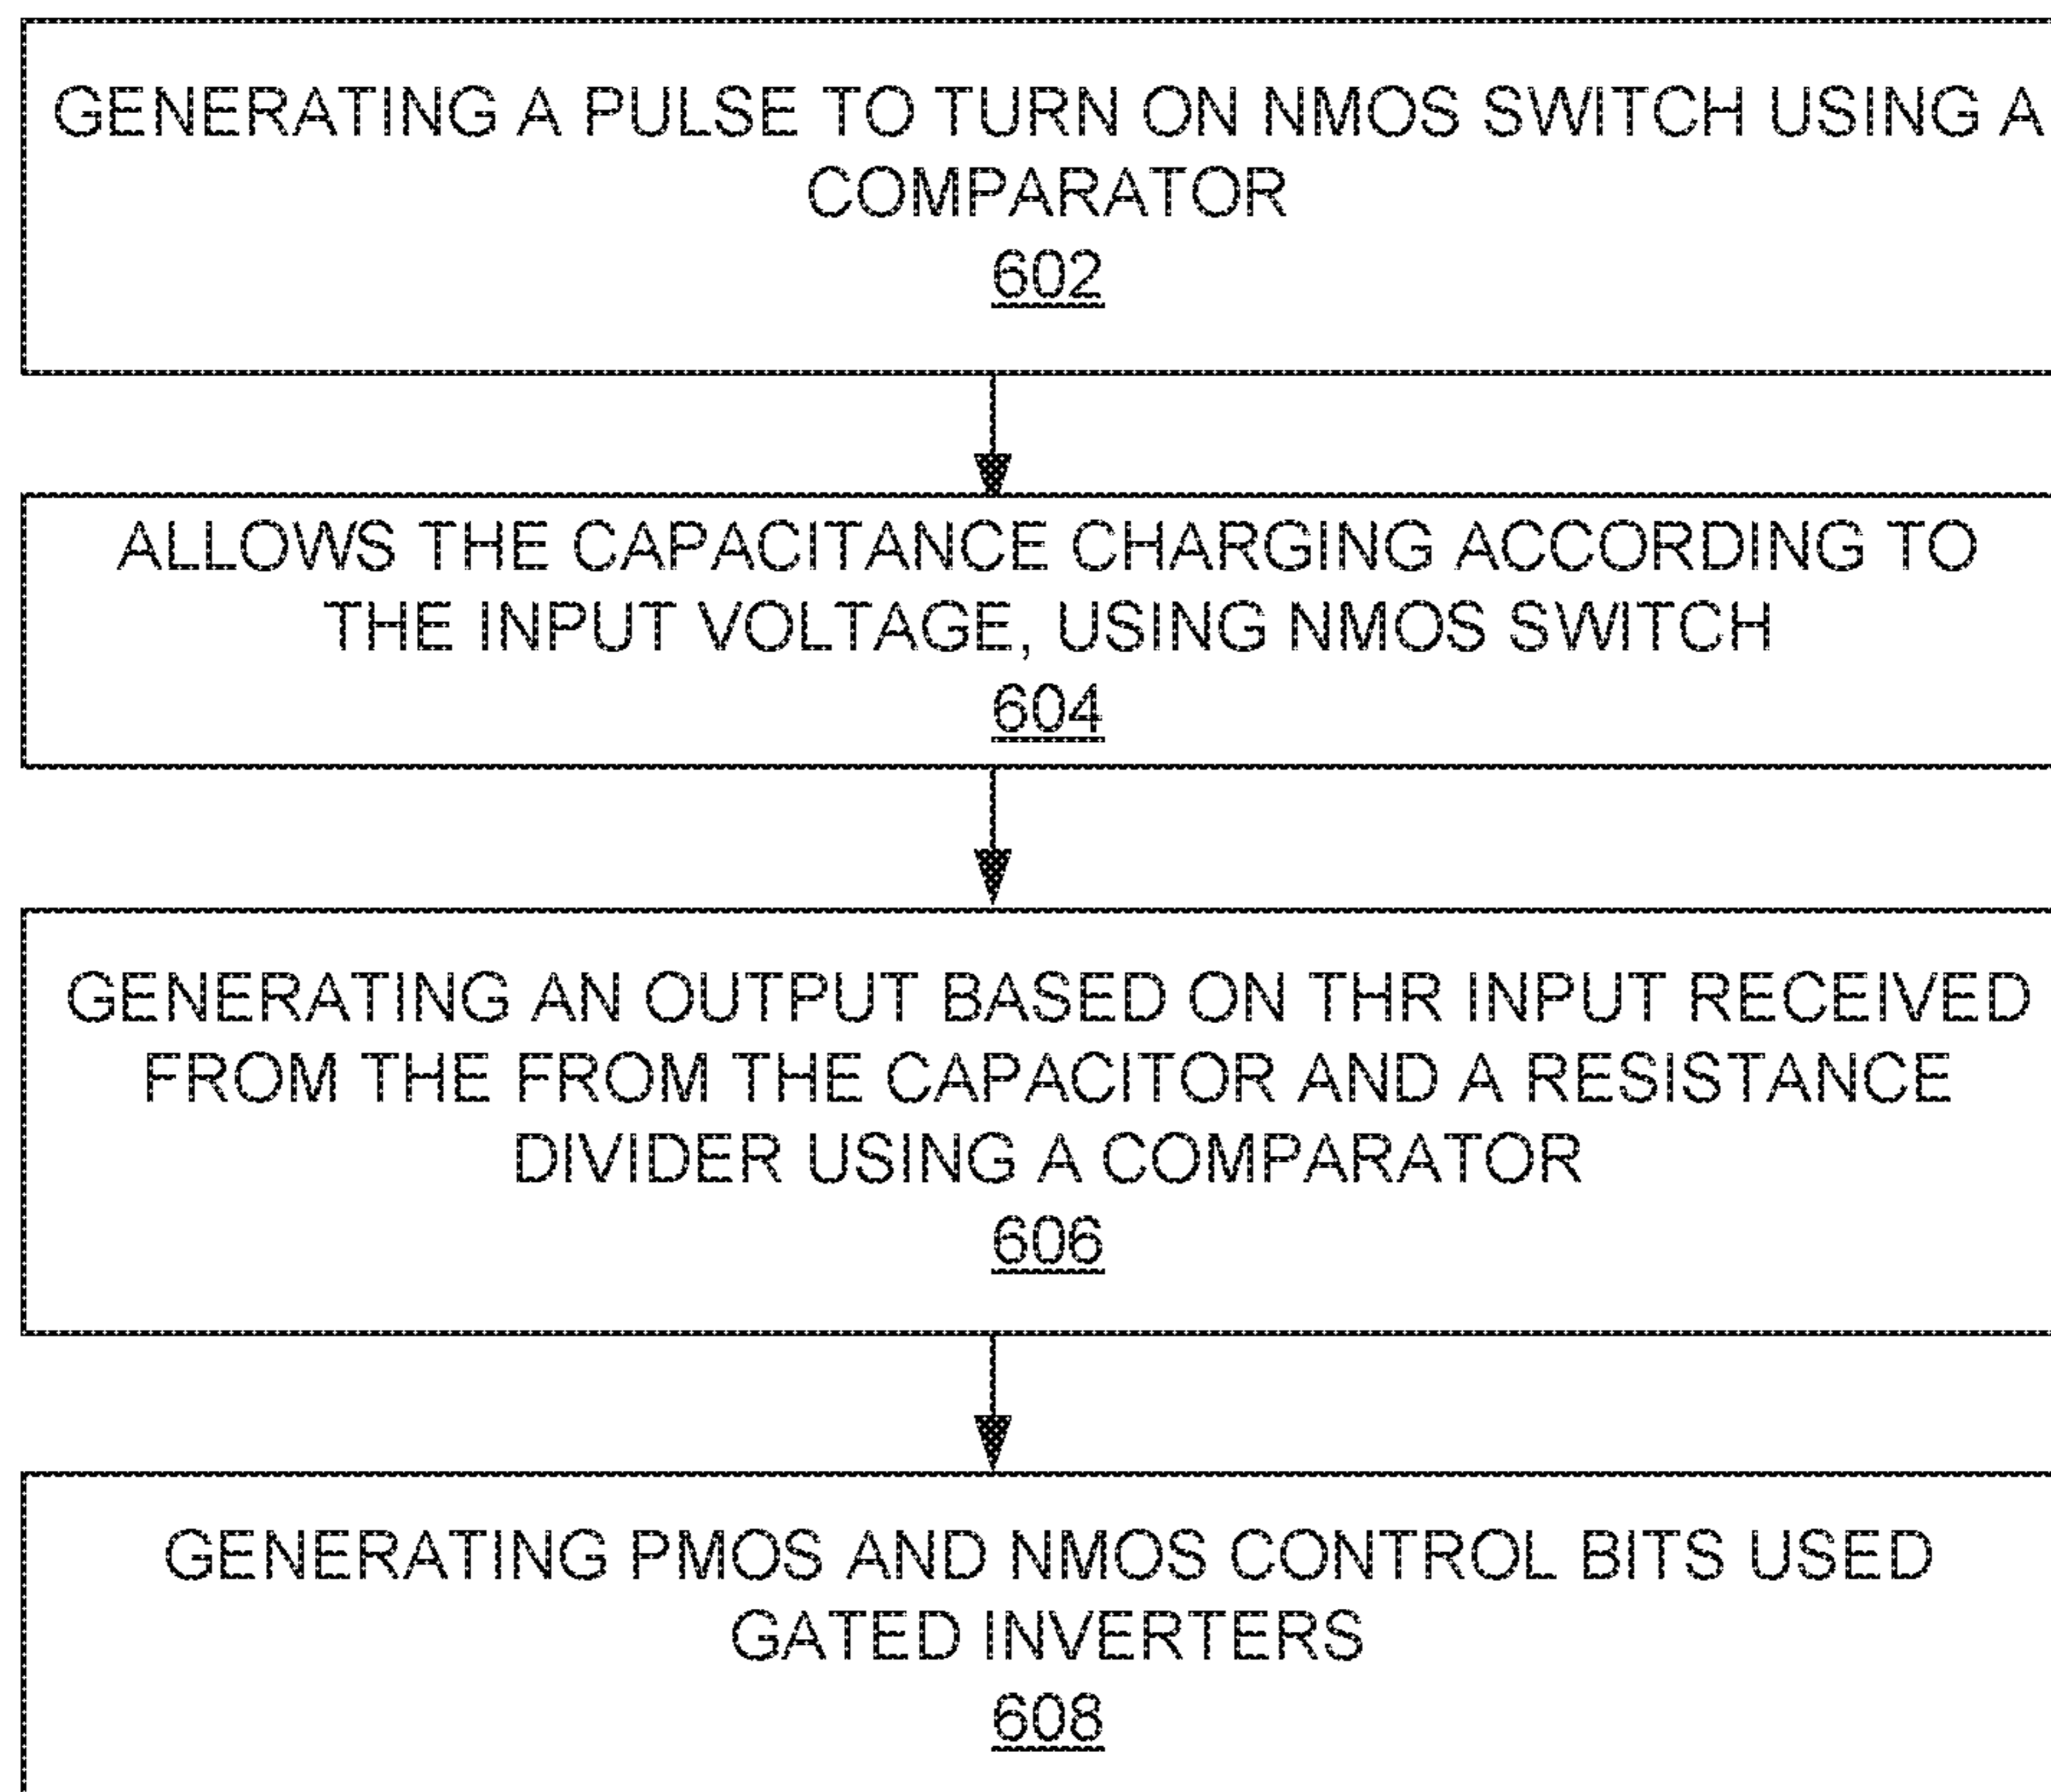 GENERATING A PULSE TO TURN ON NMOS SWITCH USING A
COMPARATOR
602
ALLOWS THE CAPACITANCE CHARGING ACCORDING TO
THE INPUT VOLTAGE, USING NMOS SWITCH
604
GENERATING AN OUTPUT BASED ON THR INPUT RECEIVED
FROM THE FROM THE CAPACITOR AND A RESISTANCE
DIVIDER USING A COMPARATOR
606
GENERATING PMOS AND NMOS CONTROL BITS USED
GATED INVERTERS
608